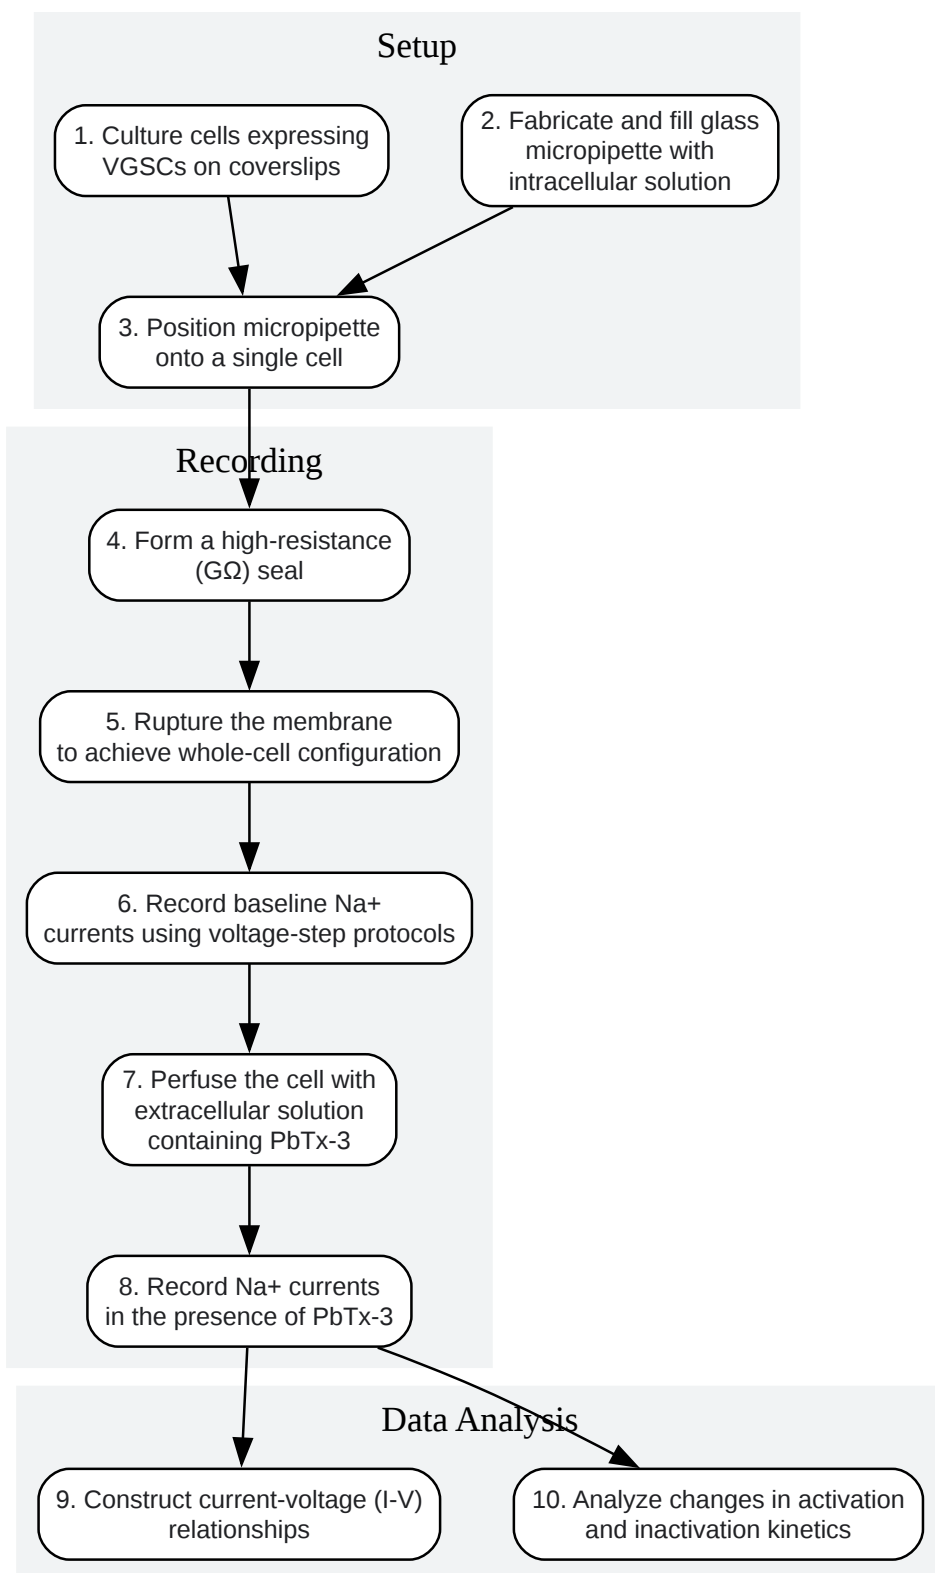 Setup
1. Culture cells expressing
VGSCs on coverslips
2. Fabricate and fill glass
micropipette with
intracellular solution
3. Position micropipette
onto a single cell
Recording
4. Form a high-resistance
(GΩ) seal
5. Rupture the membrane
to achieve whole-cell configuration
6. Record baseline Na+
currents using voltage-step protocols
7. Perfuse the cell with
extracellular solution
containing PbTx-3
8. Record Na+ currents
in the presence of PbTx-3
Data Analysis
9. Construct current-voltage (I-V)
relationships
10. Analyze changes in activation
and inactivation kinetics